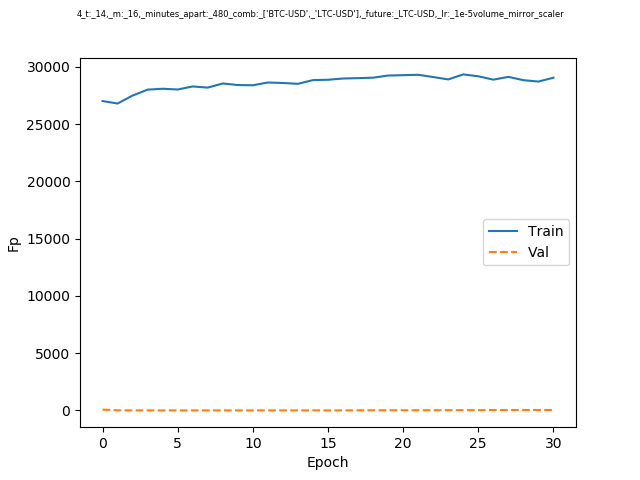 4_t:_14,_m:_16,_minutes_apart:_480_comb:_['BTC-USD',_'LTC-USD'],_future:_LTC-USD,_lr:_1e-5volume_mirror_scaler
30000
25000
20000
15000
10000
5000
0
Fp
Train
Val
0 5 10 15 20 25 30
Epoch